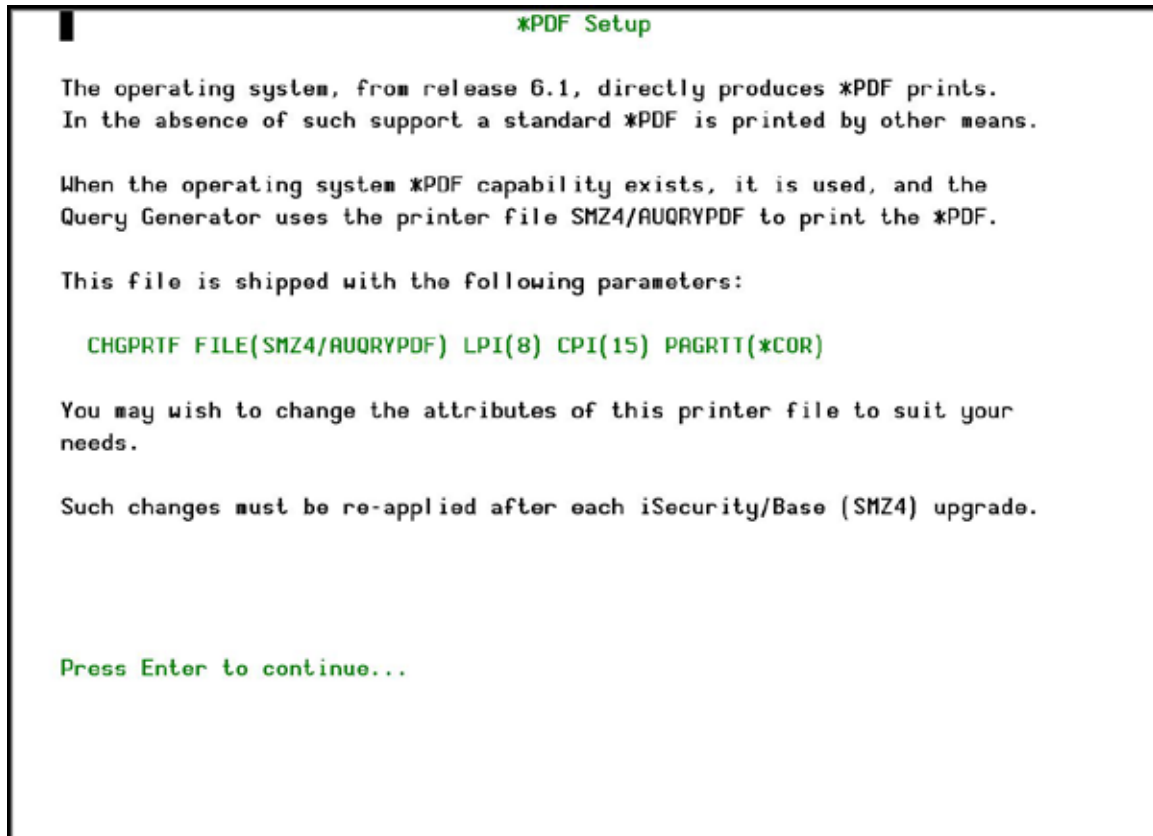 *PDF Setup
The operating system, from release 6.1, directly produces *PDF prints.
In the absence of such support a standard *PDF is printed by other means.
When the operating system *PDF capability exists, it is used, and the
Query Generator uses the printer file SMZ4/AUQRYPDF to print the *PDF.
This file is shipped with the following parameters:
CHGPRTF FILE(SMZ4/AUQRYPDF) LPI(8) CPI(15) PAGRTT(*COR)
You may wish to change the attributes of this printer file to suit your
needs.
Such changes must be re-applied after each iSecurity/Base (SMZ4) upgrade.
Press Enter to continue...